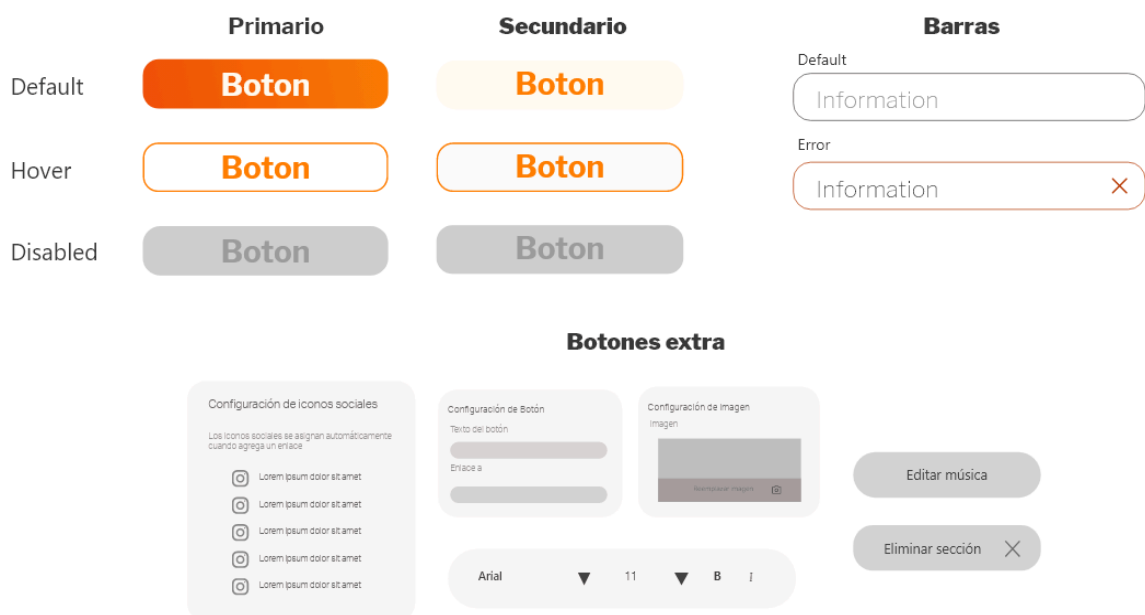 Primario
Secundario
Barras
Default
Boton
Boton
Default
Information
Hover
Boton
Boton
Error
Information
Disabled
Boton
Boton
Botones extra
Configuración de iconos sociales
Los iconos sociales se asignan automáticamente
cuando agrega un enlace
Lorem ipsum dolor sit amet
Lorem ipsum dolor sit amet
Lorem ipsum dolor sit amet
Lorem ipsum dolor sit amet
Lorem ipsum dolor sit amet
Configuración de Botón
Texto del botón
Enlace a
Configuración de Imagen
Imagen
Reemplazar imagen
Editar música
Eliminar sección
Arial
11
B
i